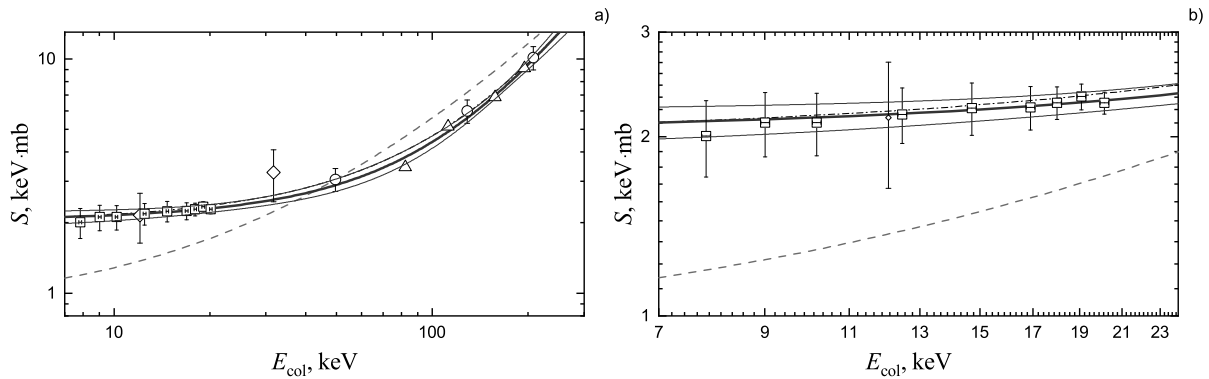 a)
10
1
S, keV·mb
10
100
E_col, keV
b)
3
2
1
S, keV·mb
7 9 11 13 15 17 19 21 23
E_col, keV